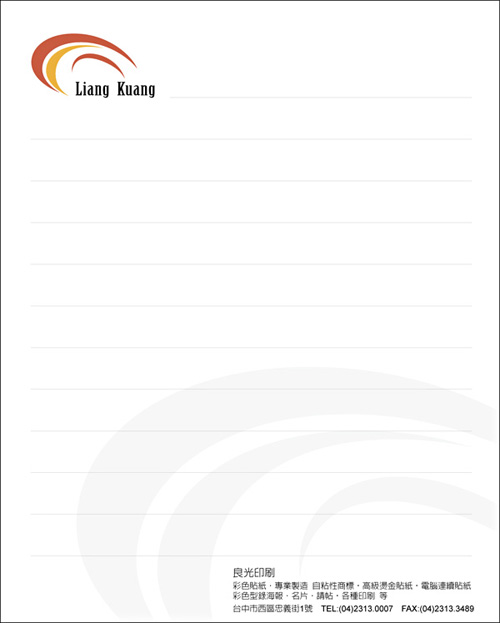 Liang Kuang
良光印刷
彩色貼紙．專業製造 自粘性商標．高級燙金貼紙．電腦連續貼紙
彩色型錄海報．名片．請帖．各種印刷 等
台中市西區忠義街1號 TEL:(04)2313.0007 FAX:(04)2313.3489